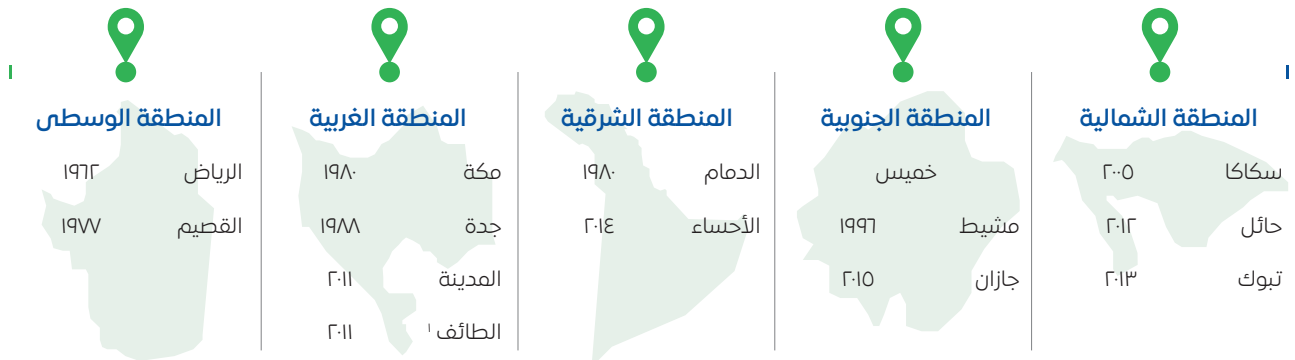 المنطقة الشمالية
سكاكا ٢٠٠٥
حائل ٢٠١٢
تبوك ٢٠١٣
المنطقة الجنوبية
خميس
مشيط ١٩٩٦
جازان ٢٠١٥
المنطقة الشرقية
الدمام ١٩٨٠
الأحساء ٢٠١٤
المنطقة الغربية
مكة ١٩٨٠
جدة ١٩٨٨
المدينة ٢٠١١
الطائف ١ ٢٠١١
المنطقة الوسطى
الرياض ١٩٦٢
القصيم ١٩٧٧